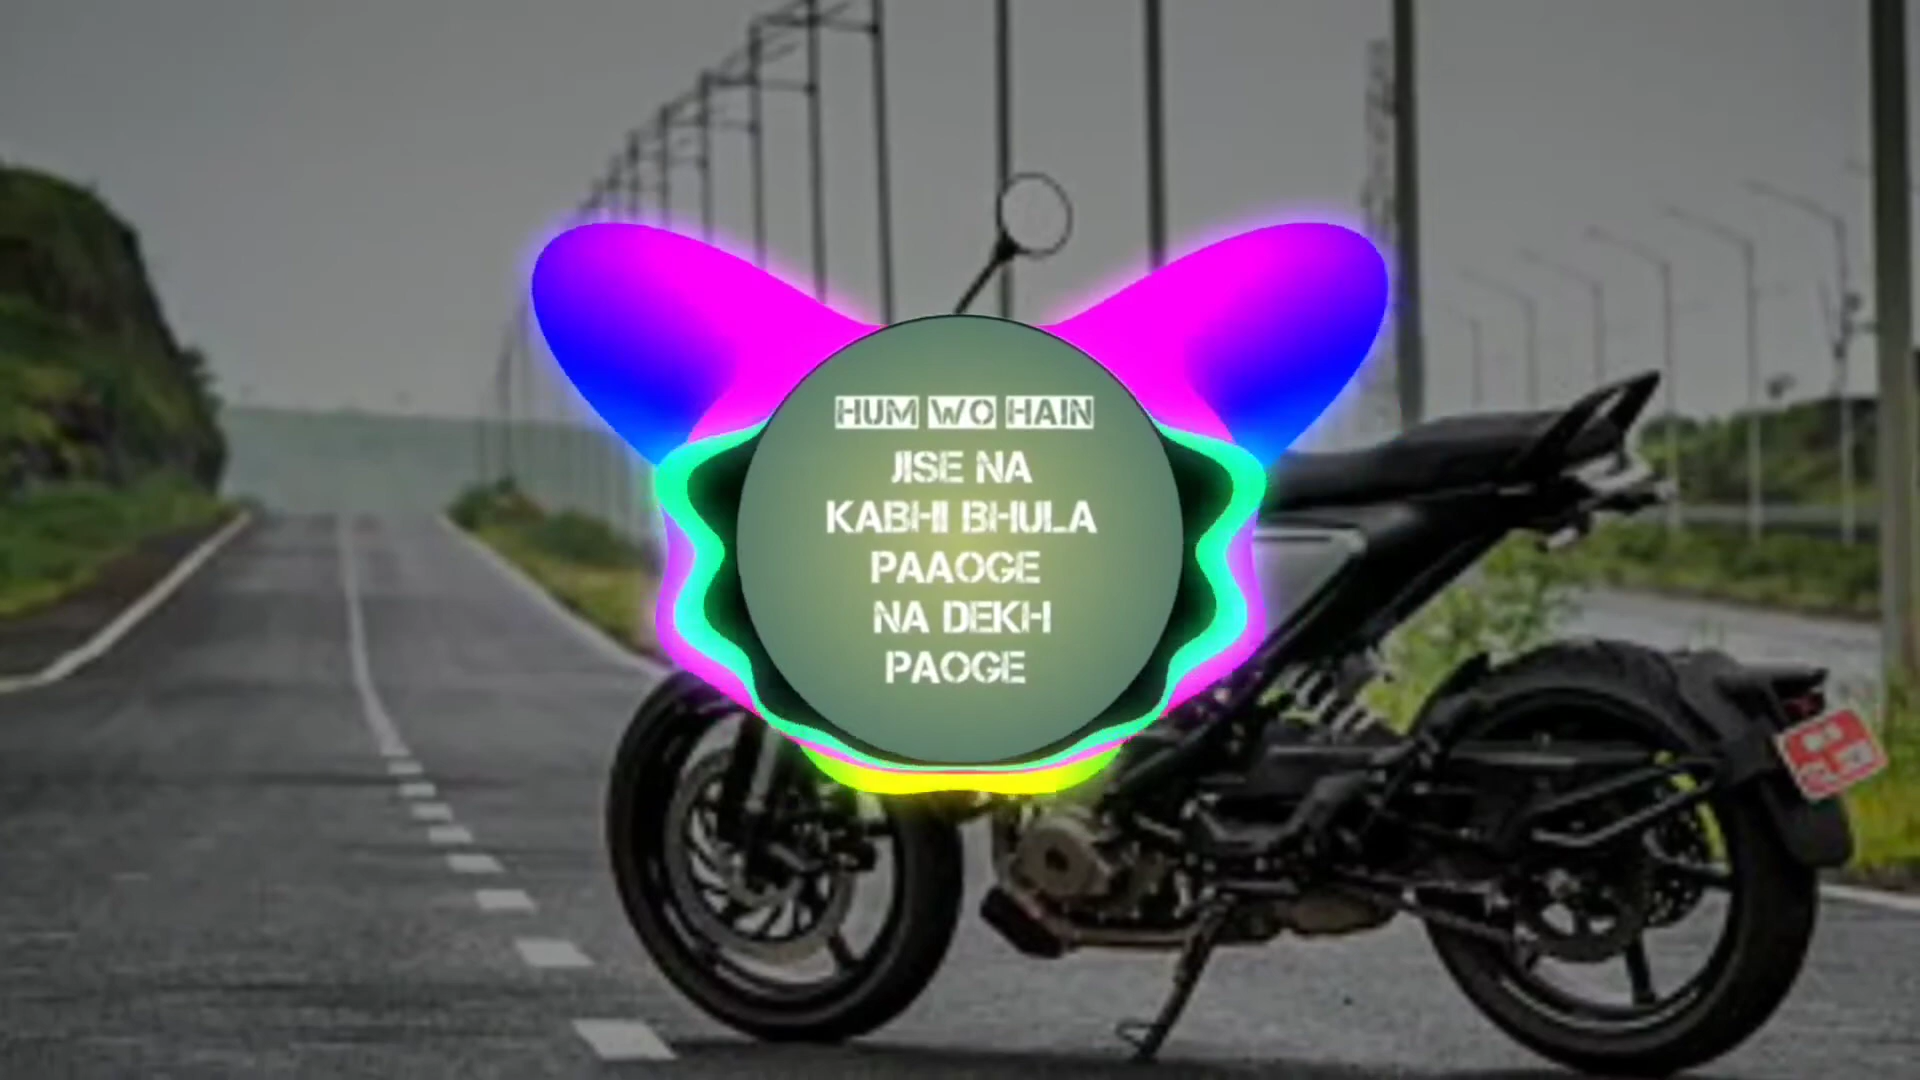 HUM WO HAIN
JISE NA
KABHI BHULA
PAAOGE
NA DEKH
PAOGE